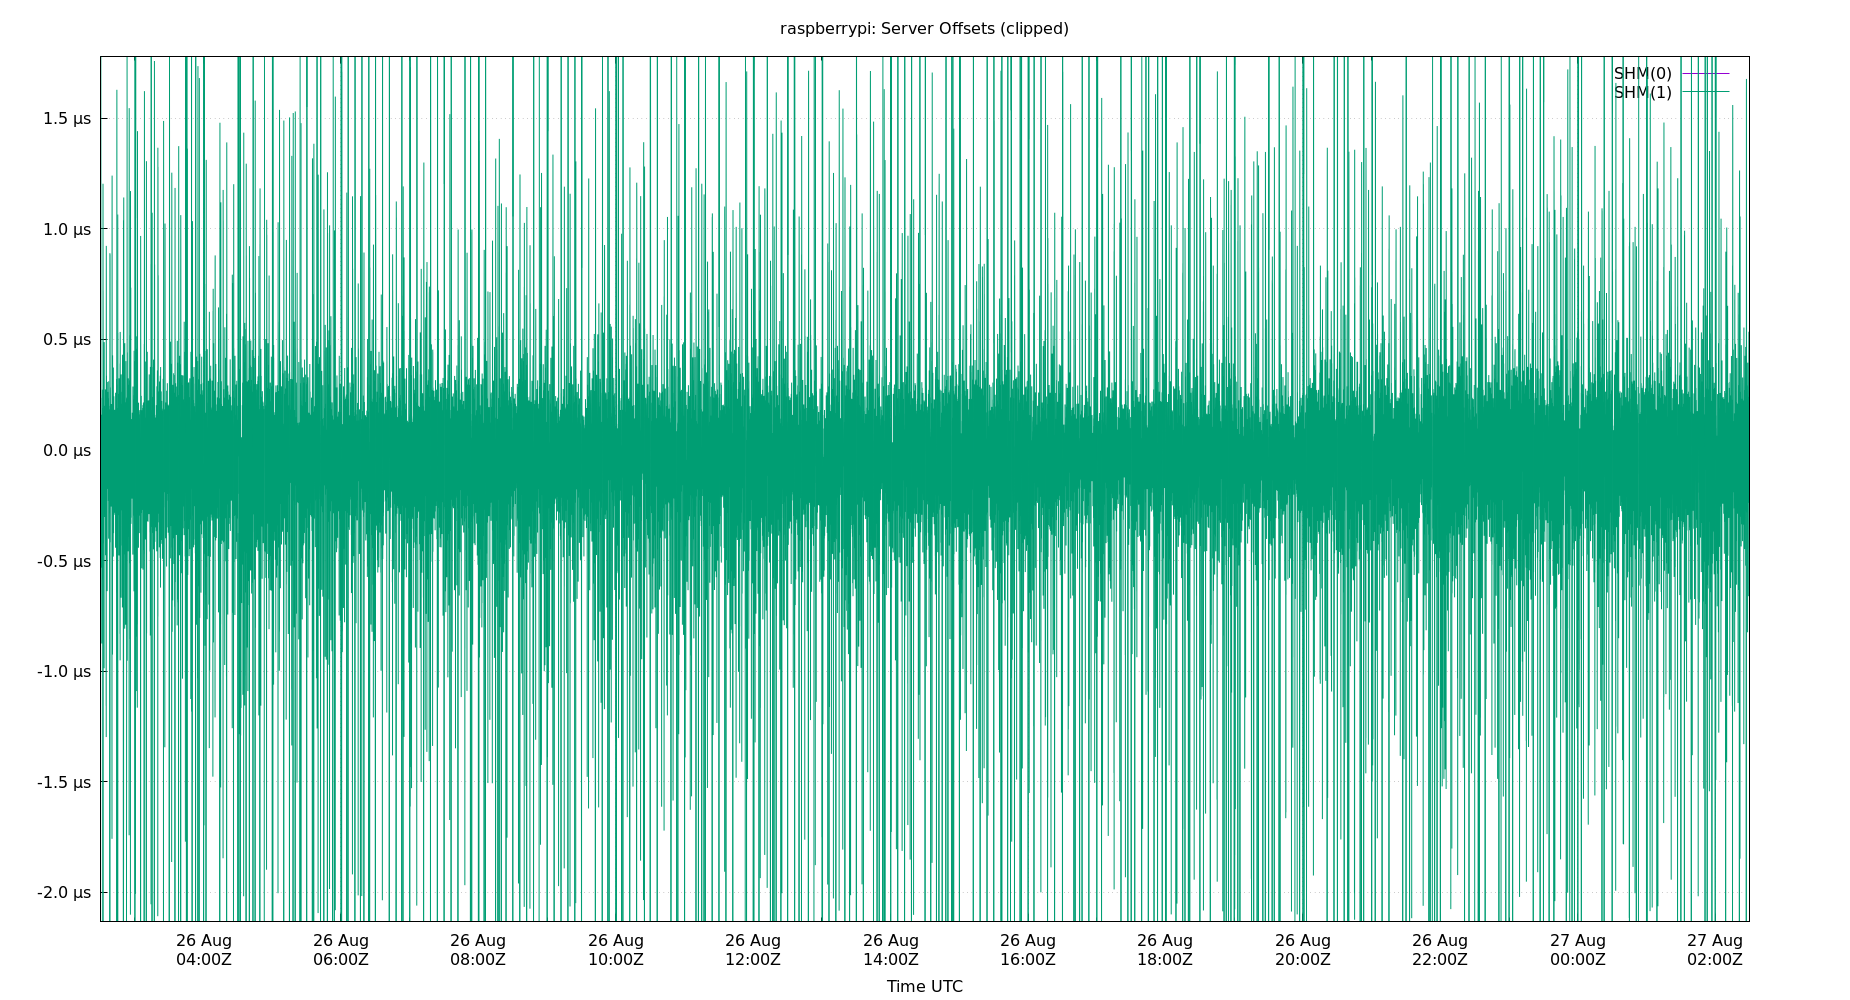 raspberrypi: Server Offsets (clipped)
SHM(0)
SHM(1)
1.5 µs
1.0 µs
0.5 µs
0.0 µs
-0.5 µs
-1.0 µs
-1.5 µs
-2.0 µs
26 Aug 26 Aug 26 Aug 26 Aug 26 Aug 26 Aug 26 Aug 26 Aug 26 Aug 26 Aug 27 Aug 27 Aug
04:00Z 06:00Z 08:00Z 10:00Z 12:00Z 14:00Z 16:00Z 18:00Z 20:00Z 22:00Z 00:00Z 02:00Z
Time UTC